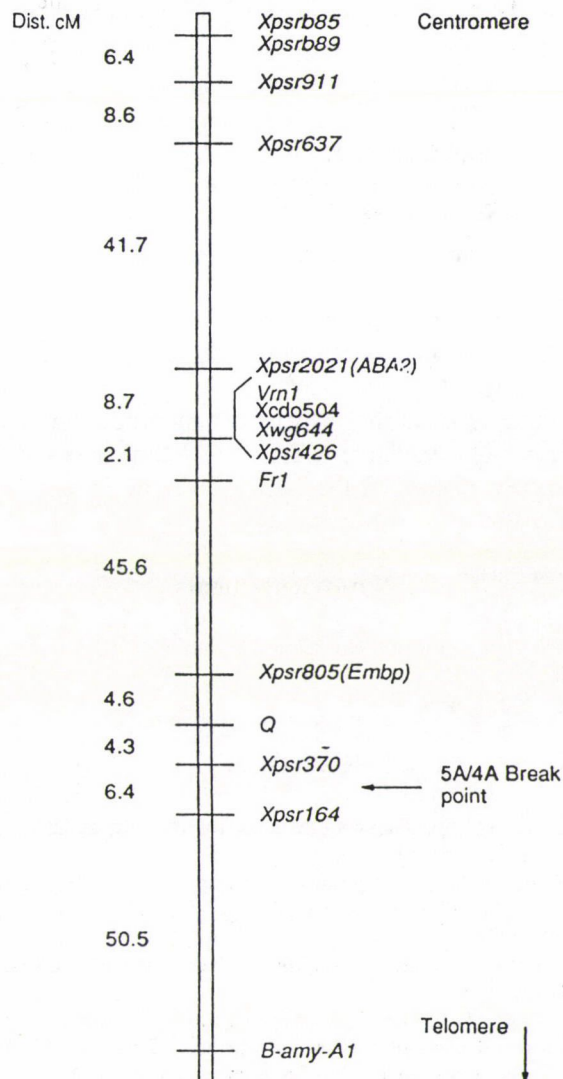 Dist. cM
Xpsrb85
Centromere
Xpsrb89
6.4
Xpsr911
8.6
Xpsr637
41.7
Xpsr2021(ABA?)
Vrn1
8.7
Xcdo504
Xwg644
2.1
Xpsr426
Fr1
45.6
Xpsr805(Embp)
4.6
Q
4.3
Xpsr370
6.4
5A/4A Break
point
Xpsr164
50.5
Telomere
B-amy-A1